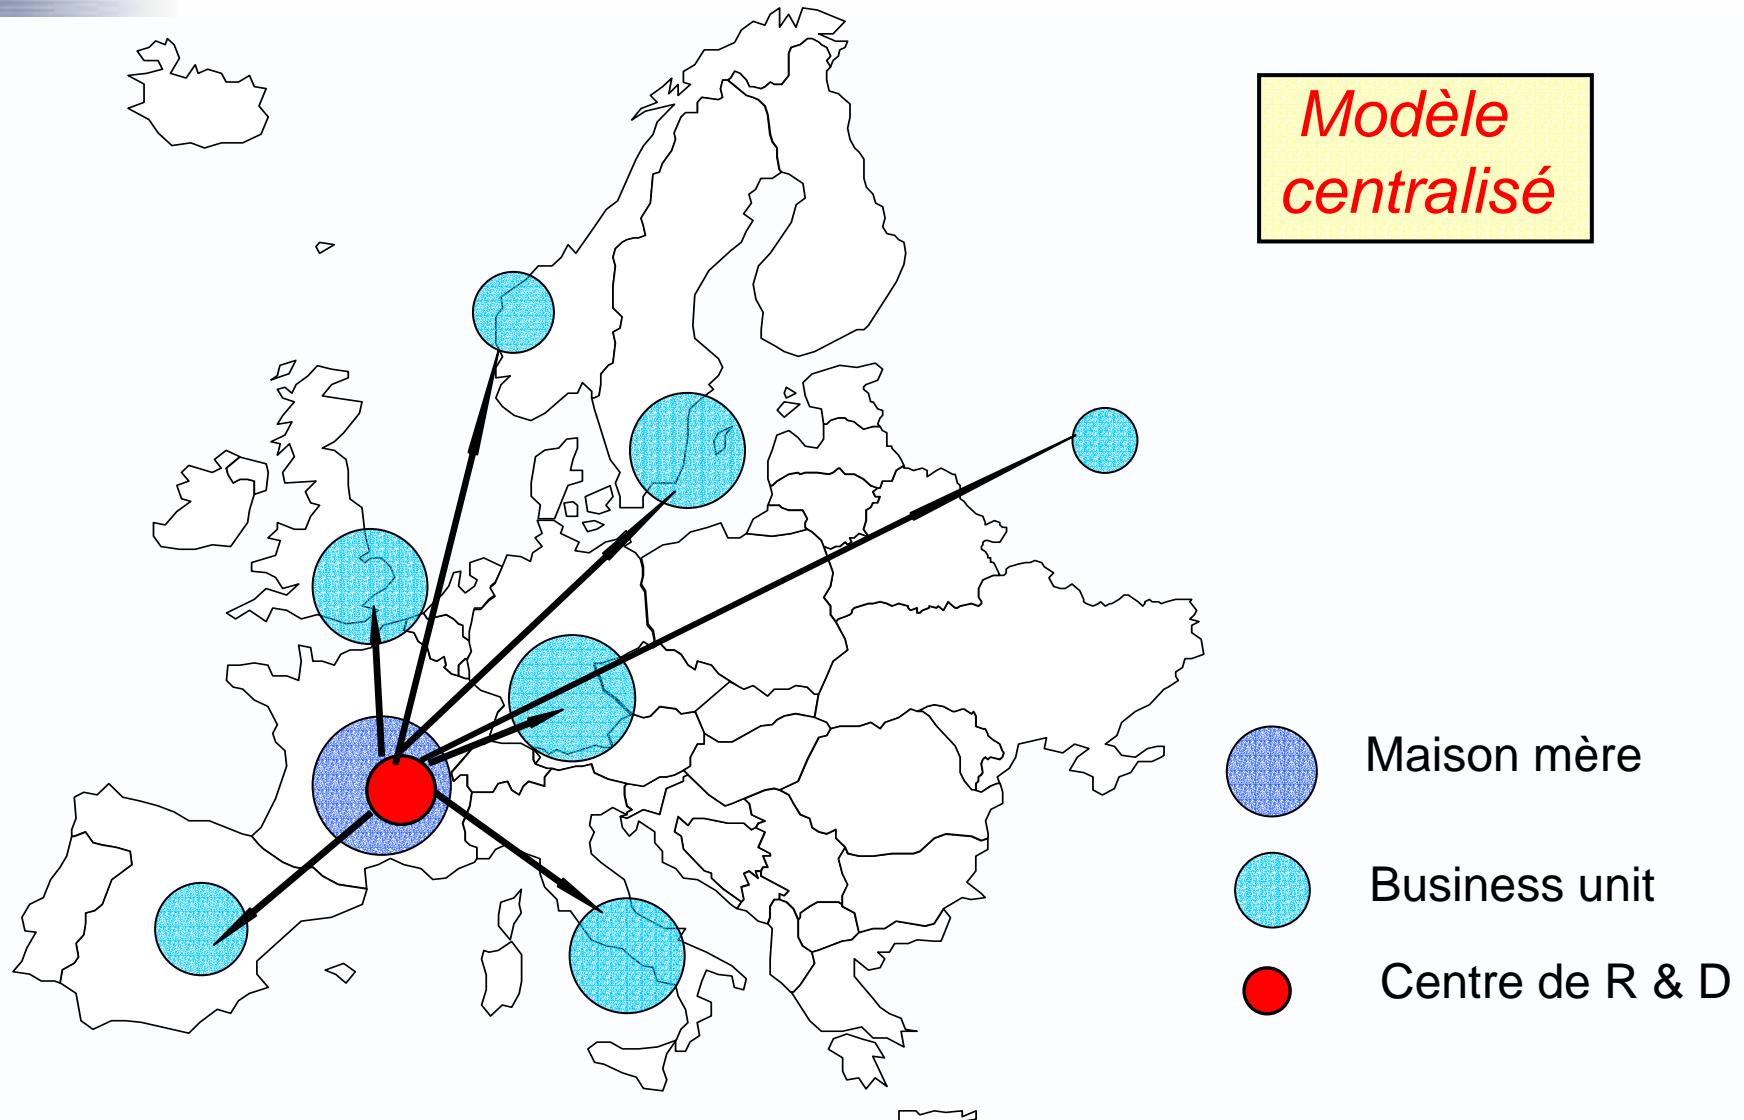 Modèle
centralisé
Maison mère
Business unit
Centre de R & D